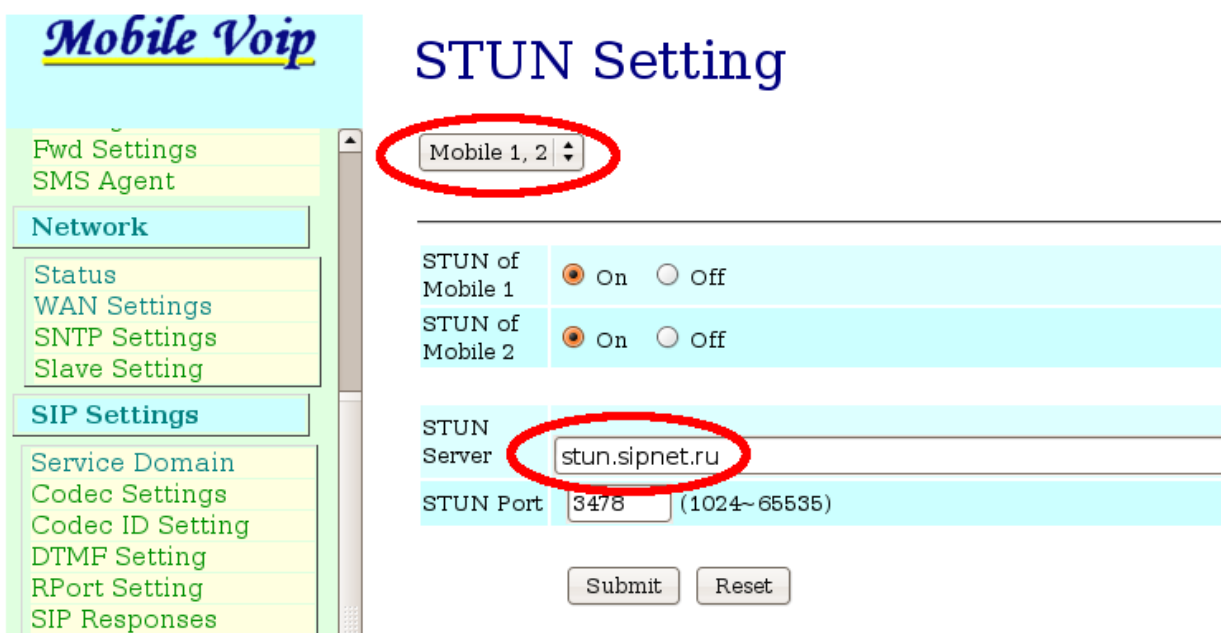 Mobile Voip
Fwd Settings
SMS Agent
Network
Status
WAN Settings
SNTP Settings
Slave Setting
SIP Settings
Service Domain
Codec Settings
Codec ID Setting
DTMF Setting
RPort Setting
SIP Responses
STUN Setting
Mobile 1, 2
STUN of
Mobile 1
On Off
STUN of
Mobile 2
On Off
STUN
Server
stun.sipnet.ru
STUN Port 3478 (1024~65535)
Submit Reset